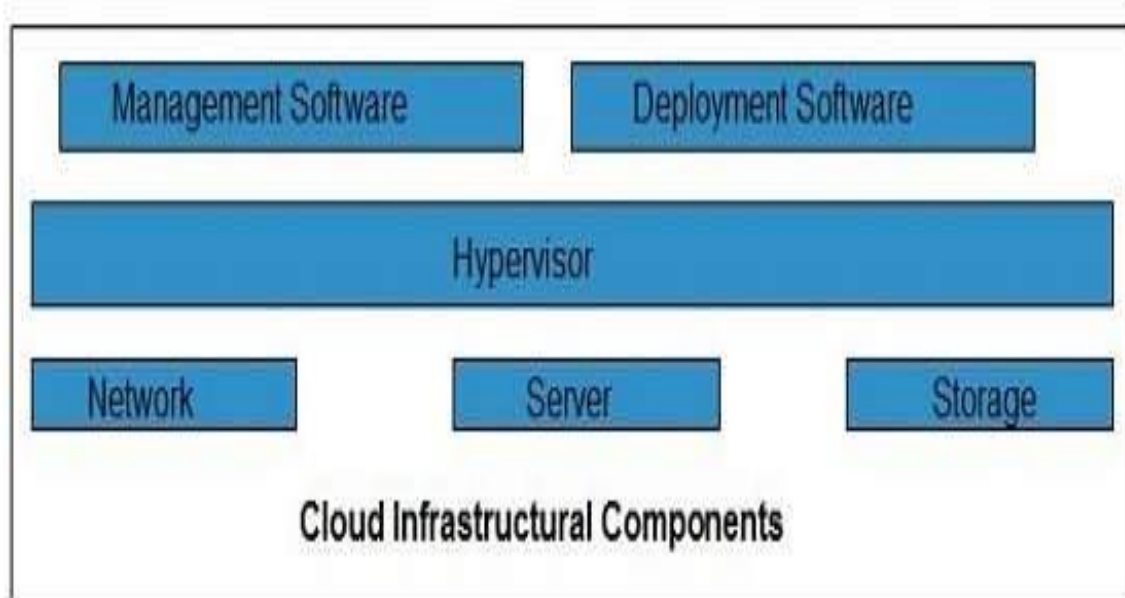 Management Software
Deployment Software
Hypervisor
Network
Server
Storage
Cloud Infrastructural Components